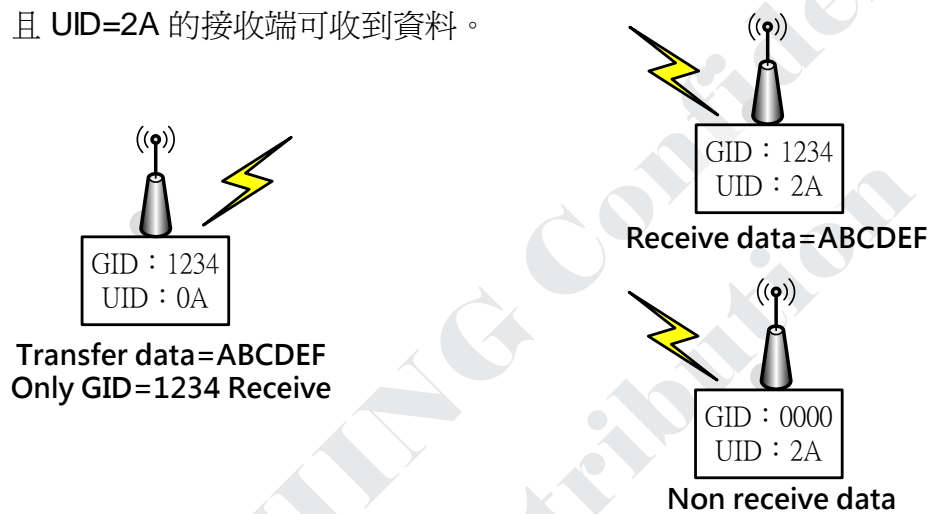 且 UID=2A 的接收端可收到資料。
GID：1234
UID：0A
Transfer data=ABCDEF
Only GID=1234 Receive
GID：1234
UID：2A
Receive data=ABCDEF
GID：0000
UID：2A
Non receive data